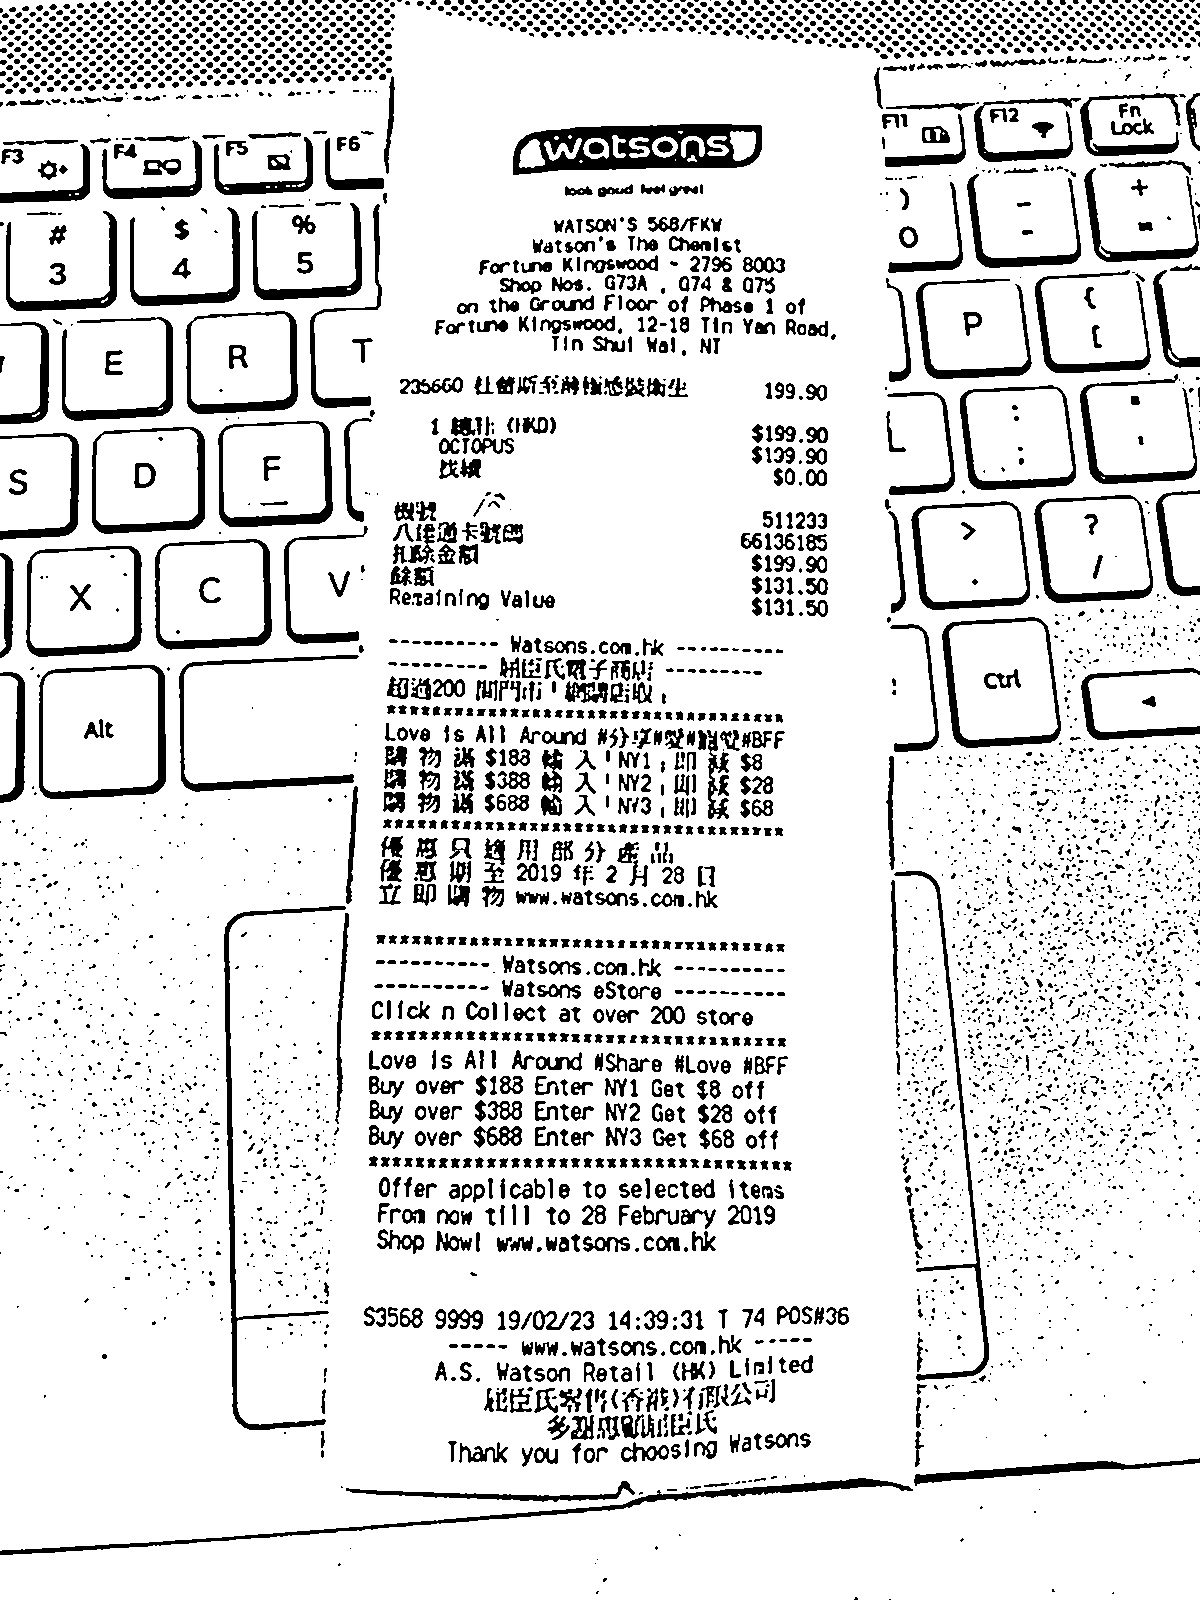 F3 F4 F5 F6
F11 F12 Fn Lock
# 3 $ 4 % 5
) 0 - - + =
E R T
P { [
S D F
L : ; " '
X C V
> . ? /
Alt
Ctrl
watsons
look good feel great
WATSON'S 568/FKW
Watson's The Chemist
Fortune Kingswood - 2796 8003
Shop Nos. G73A , G74 & G75
on the Ground Floor of Phase 1 of
Fortune Kingswood, 12-18 Tin Yan Road,
Tin Shui Wai, NT
235660 杜蕾斯至薄極感裝衛生 199.90
1 總計 (HKD) $199.90
OCTOPUS $199.90
找續 $0.00
機號 511233
八達通卡號碼 66136185
扣除金額 $199.90
餘額 $131.50
Remaining Value $131.50
---------- Watsons.com.hk ----------
--------- 屈臣氏電子商店 ---------
超過200 間門市「網購店取」
***********************************
Love is All Around #分享#愛#閨蜜#BFF
購 物 滿 $188 輸 入「NY1」即 減 $8
購 物 滿 $388 輸 入「NY2」即 減 $28
購 物 滿 $688 輸 入「NY3」即 減 $68
***********************************
優 惠 只 適 用 部 分 產 品
優 惠 期 至 2019 年 2 月 28 日
立 即 購 物 www.watsons.com.hk
***********************************
---------- Watsons.com.hk ----------
---------- Watsons eStore ----------
Click n Collect at over 200 store
***********************************
Love is All Around #Share #Love #BFF
Buy over $188 Enter NY1 Get $8 off
Buy over $388 Enter NY2 Get $28 off
Buy over $688 Enter NY3 Get $68 off
***********************************
Offer applicable to selected items
From now till to 28 February 2019
Shop Now! www.watsons.com.hk
S3568 9999 19/02/23 14:39:31 T 74 POS#36
----- www.watsons.com.hk -----
A.S. Watson Retail (HK) Limited
屈臣氏零售(香港)有限公司
多謝惠顧屈臣氏
Thank you for choosing Watsons